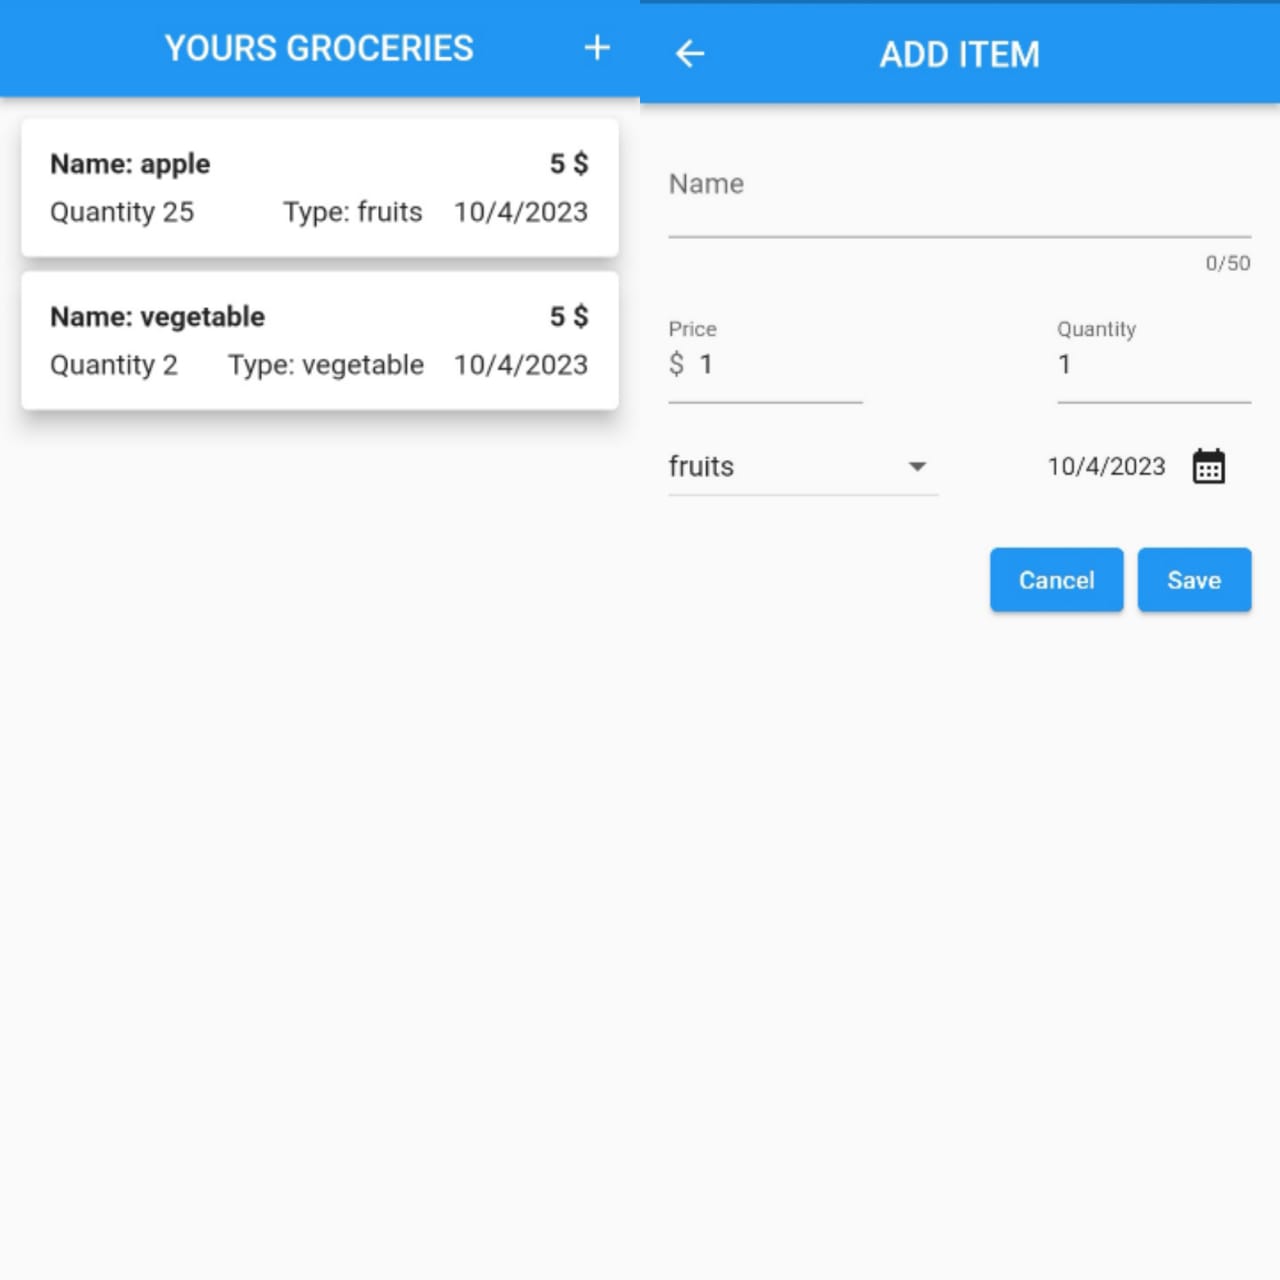 YOURS GROCERIES +
Name: apple 5 $
Quantity 25 Type: fruits 10/4/2023
Name: vegetable 5 $
Quantity 2 Type: vegetable 10/4/2023
ADD ITEM
Name
0/50
Price Quantity
$ 1 1
fruits 10/4/2023
Cancel Save